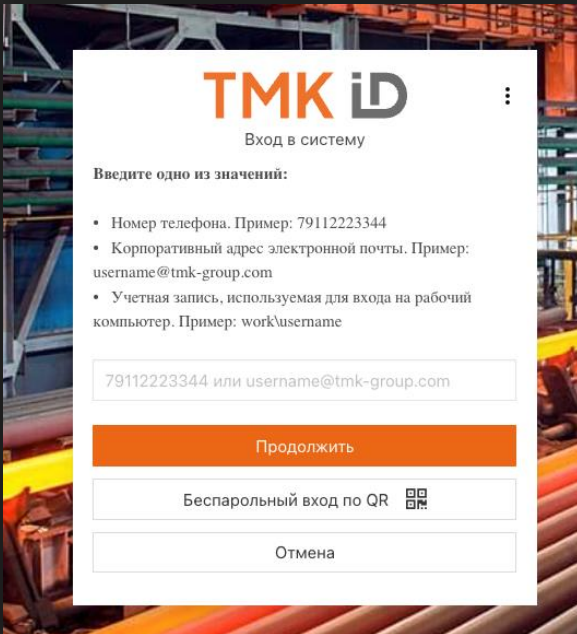 TMK iD
Вход в систему
Введите одно из значений:
• Номер телефона. Пример: 79112223344
• Корпоративный адрес электронной почты. Пример:
username@tmk-group.com
• Учетная запись, используемая для входа на рабочий
компьютер. Пример: work\username
79112223344 или username@tmk-group.com
Продолжить
Беспарольный вход по QR
Отмена